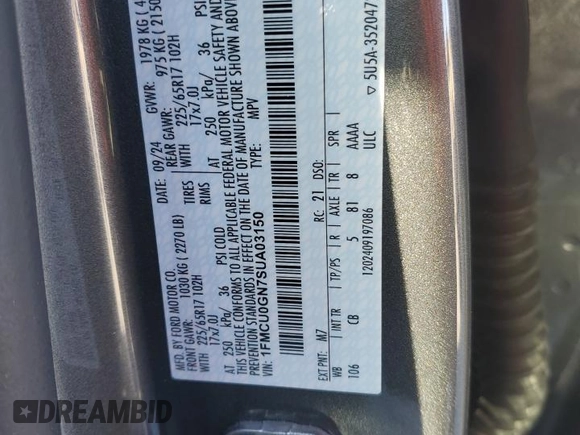 MFD. BY FORD MOTOR CO.
DATE: 09/24 GVWR: 1978 KG
FRONT GAWR: 1030 KG (2270 LB) REAR GAWR: 975 KG (2150
WITH 225/65R17 102H TIRES WITH 225/65R17 102H
17x7.0J RIMS 17x7.0J
AT 250 kPa/ 36 PSI COLD AT 250 kPa/ 36 PSI
THIS VEHICLE CONFORMS TO ALL APPLICABLE FEDERAL MOTOR VEHICLE SAFETY AND
STANDARDS IN EFFECT ON THE DATE OF MANUFACTURE SHOWN ABOVE.
VIN: 1FMCU0GN7SUA03150 TYPE: MPV
EXT PNT: M7 RC: 21 DSO:
WB INT TR TP/PS R AXLE TR SPR
106 CB 5 81 8 AAAA
1202409197086 ULC
▽ 5U5A-3520472
DREAMBID
.COM